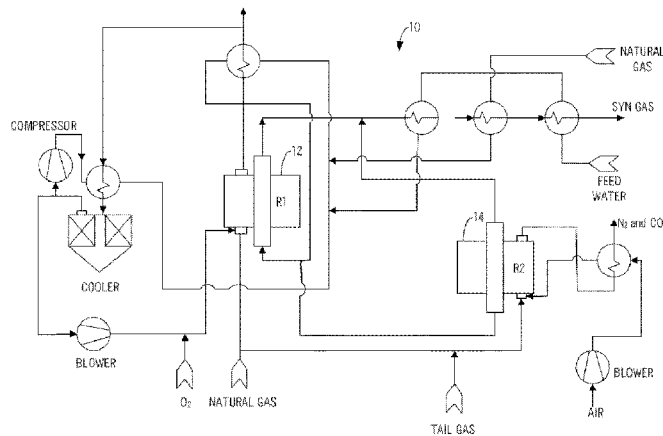 10
NATURAL
GAS
SYN GAS
COMPRESSOR
12
R1
FEED
WATER
14
R2
N₂ and CO
COOLER
BLOWER
BLOWER
O₂
NATURAL GAS
TAIL GAS
AIR